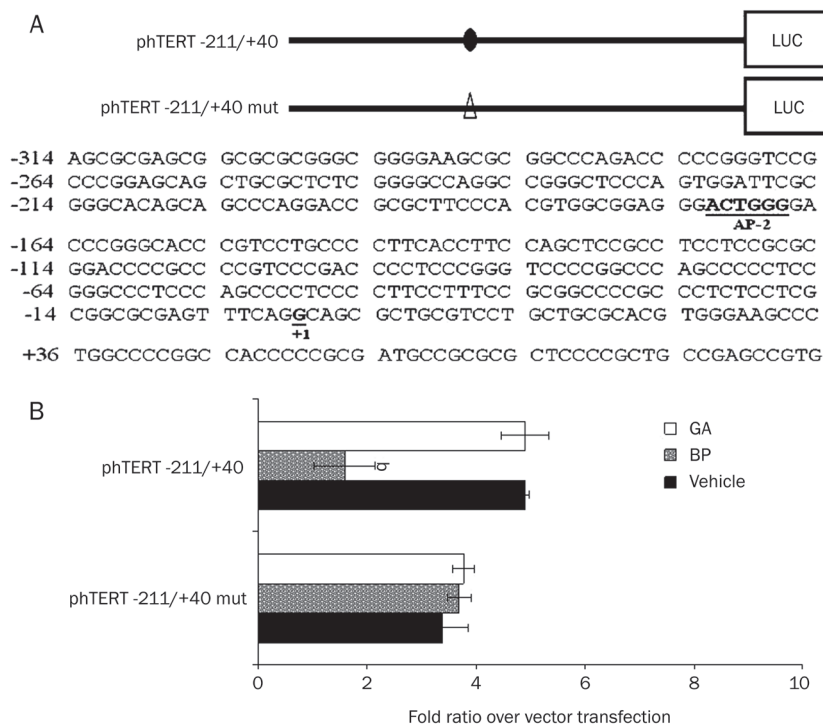 A
phTERT -211/+40
LUC
phTERT -211/+40 mut
LUC
-314 AGCGCGAGCG GCGCGCGGGC GGGGAAGCGC GGCCCAGACC CCCGGGTCCG
-264 CCCGGAGCAG CTGCGCTCTC GGGGCCAGGC CGGGCTCCCA GTGGATTCGC
-214 GGGCACAGCA GCCCAGGACC GCGCTTCCCA CGTGGCGGAG GGACTGGGGA
AP-2
-164 CCCGGGCACC CGTCCTGCCC CTTCACCTTC CAGCTCCGCC TCCTCCGCGC
-114 GGACCCCGCC CCGTCCCGAC CCCTCCCGGG TCCCCGGCCC AGCCCCCTCC
-64 GGGCCCTCCC AGCCCCTCCC CTTCCTTTCC GCGGCCCCGC CCTCTCCTCG
-14 CGGCGCGAGT TTCAGGCAGC GCTGCGTCCT GCTGCGCACG TGGGAAGCCC
+1
+36 TGGCCCCGGC CACCCCCGCG ATGCCGCGCG CTCCCCGCTG CCGAGCCGTG
B
phTERT -211/+40
b
GA
BP
Vehicle
phTERT -211/+40 mut
0 2 4 6 8 10
Fold ratio over vector transfection